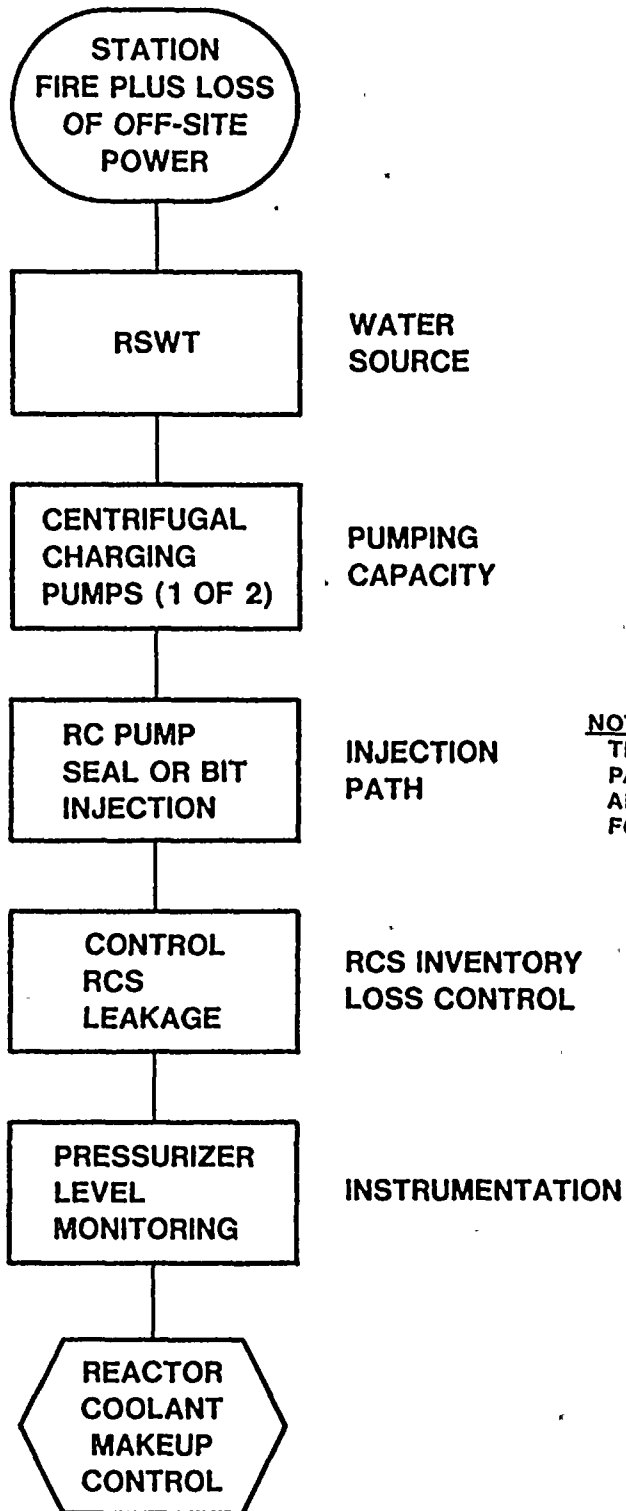 STATION
FIRE PLUS LOSS
OF OFF-SITE
POWER
RSWT
WATER
SOURCE
CENTRIFUGAL
CHARGING
PUMPS (1 OF 2)
PUMPING
CAPACITY
RC PUMP
SEAL OR BIT
INJECTION
INJECTION
PATH
CONTROL
RCS
LEAKAGE
RCS INVENTORY
LOSS CONTROL
PRESSURIZER
LEVEL
MONITORING
INSTRUMENTATION
REACTOR
COOLANT
MAKEUP
CONTROL